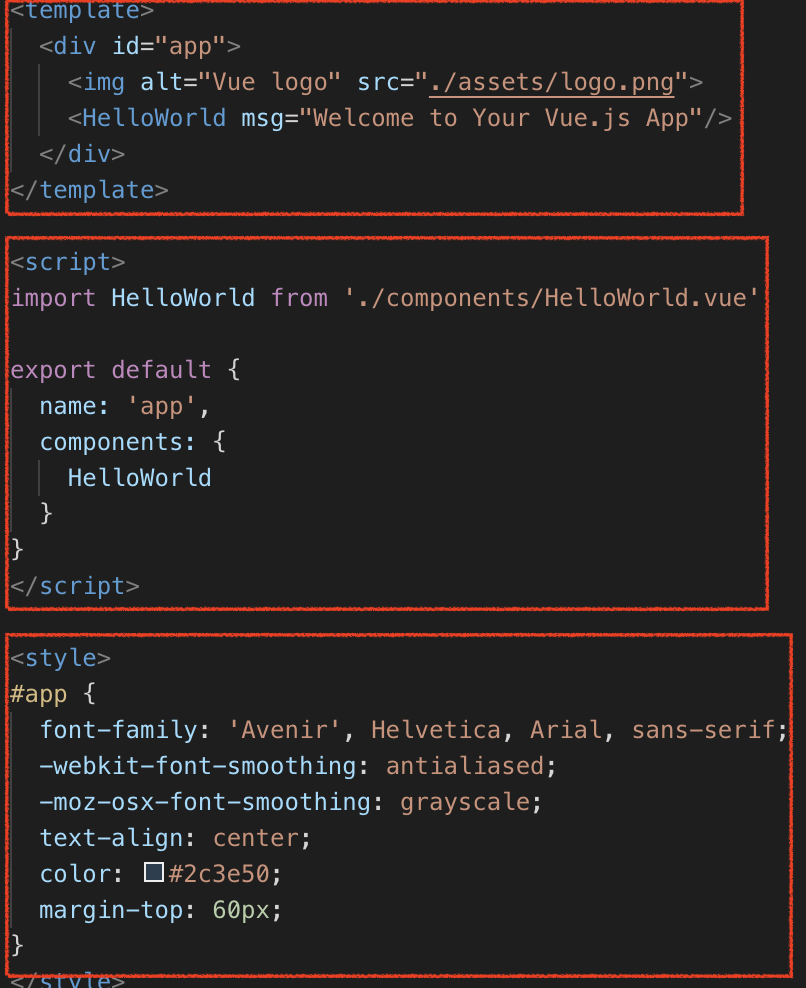 <template>
  <div id="app">
    <img alt="Vue logo" src="./assets/logo.png">
    <HelloWorld msg="Welcome to Your Vue.js App"/>
  </div>
</template>
<script>
import HelloWorld from './components/HelloWorld.vue'
export default {
  name: 'app',
  components: {
    HelloWorld
  }
}
</script>
<style>
#app {
  font-family: 'Avenir', Helvetica, Arial, sans-serif;
  -webkit-font-smoothing: antialiased;
  -moz-osx-font-smoothing: grayscale;
  text-align: center;
  color: #2c3e50;
  margin-top: 60px;
}
</style>